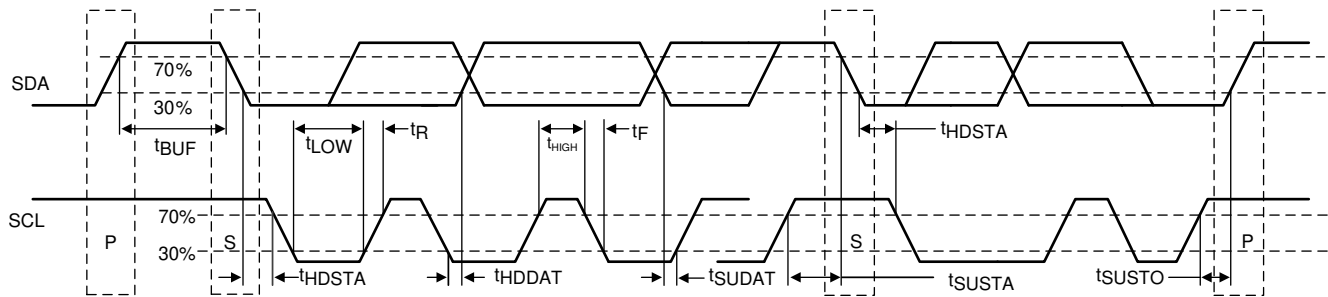 SDA
70%
30%
tBUF
tLOW
tR
tHIGH
tF
tHDSTA
SCL
70%
30%
P
S
S
P
tHDSTA
tHDDAT
tSUDAT
tSUSTA
tSUSTO